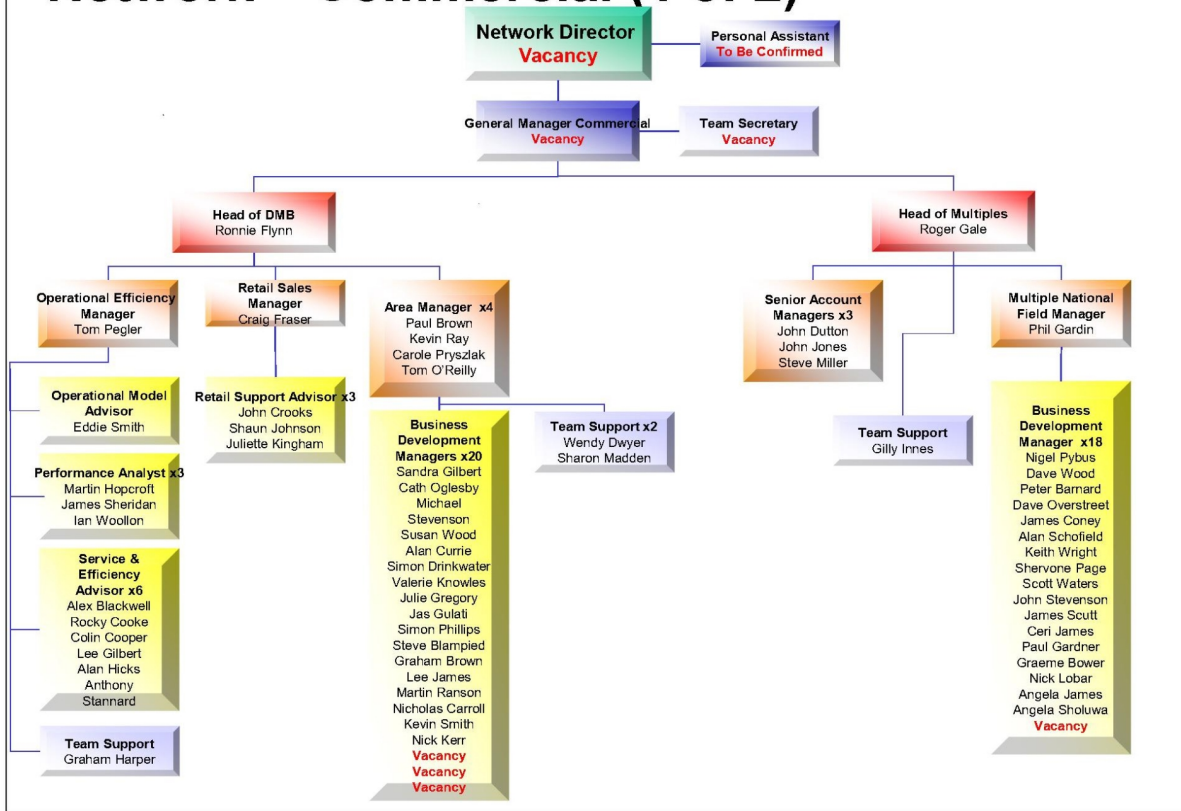 Network – Commercial (1 of 2)
Network Director
Vacancy
Personal Assistant
To Be Confirmed
General Manager Commercial
Vacancy
Team Secretary
Vacancy
Head of DMB
Ronnie Flynn
Head of Multiples
Roger Gale
Operational Efficiency
Manager
Tom Pegler
Retail Sales
Manager
Craig Fraser
Area Manager x4
Paul Brown
Kevin Ray
Carole Pryszlak
Tom O'Reilly
Senior Account
Managers x3
John Dutton
John Jones
Steve Miller
Multiple National
Field Manager
Phil Gardin
Operational Model
Advisor
Eddie Smith
Performance Analyst x3
Martin Hopcroft
James Sheridan
Ian Woollon
Service &
Efficiency
Advisor x6
Alex Blackwell
Rocky Cooke
Colin Cooper
Lee Gilbert
Alan Hicks
Anthony
Stannard
Team Support
Graham Harper
Retail Support Advisor x3
John Crooks
Shaun Johnson
Juliette Kingham
Business
Development
Managers x20
Sandra Gilbert
Cath Oglesby
Michael
Stevenson
Susan Wood
Alan Currie
Simon Drinkwater
Valerie Knowles
Julie Gregory
Jas Gulati
Simon Phillips
Steve Blampied
Graham Brown
Lee James
Martin Ranson
Nicholas Carroll
Kevin Smith
Nick Kerr
Vacancy
Vacancy
Vacancy
Team Support x2
Wendy Dwyer
Sharon Madden
Team Support
Gilly Innes
Business
Development
Manager x18
Nigel Pybus
Dave Wood
Peter Barnard
Dave Overstreet
James Coney
Alan Schofield
Keith Wright
Shervone Page
Scott Waters
John Stevenson
James Scutt
Ceri James
Paul Gardner
Graeme Bower
Nick Lobar
Angela James
Angela Sholuwa
Vacancy